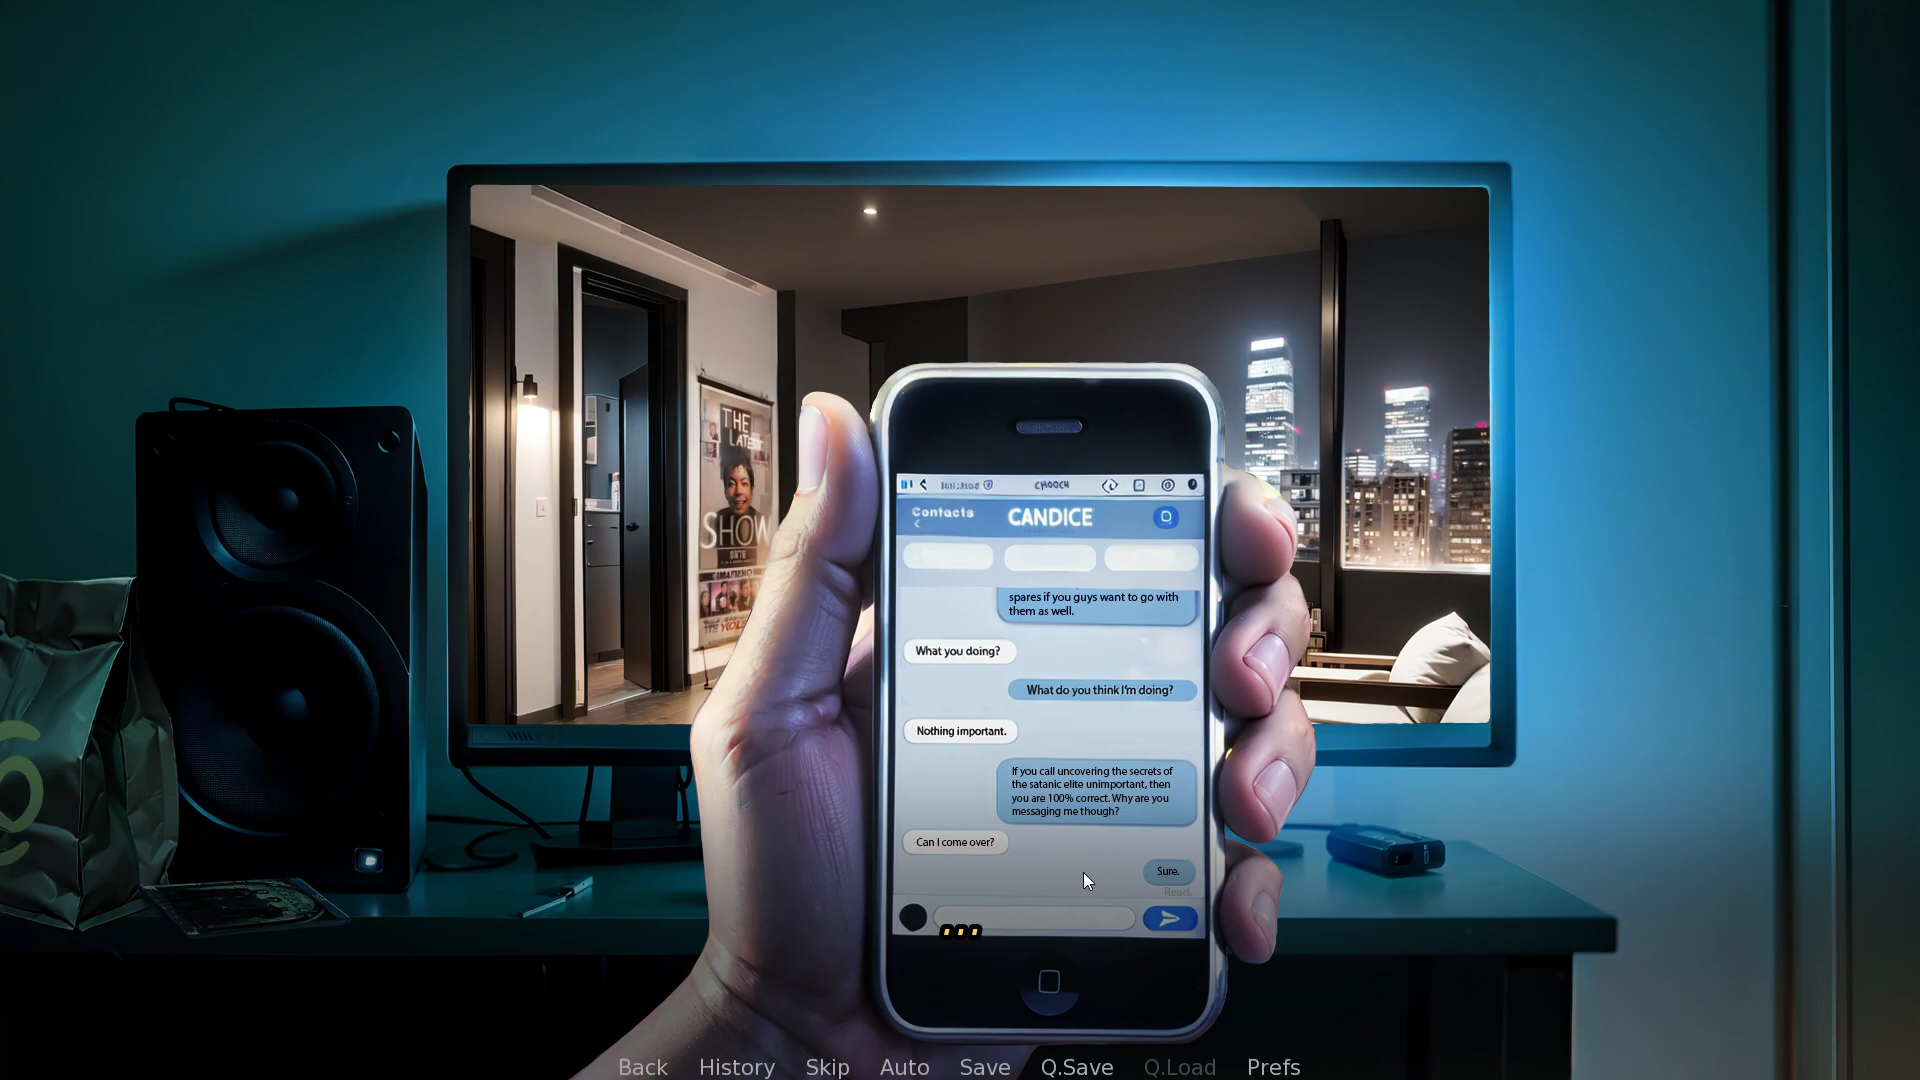 THE
LATEST
SHOW
CHOOCH
Contacts
CANDICE
spares if you guys want to go with
them as well.
What you doing?
What do you think I'm doing?
Nothing important.
If you call uncovering the secrets of
the satanic elite unimportant, then
you are 100% correct. Why are you
messaging me though?
Can I come over?
Sure.
Read.
...
Back History Skip Auto Save Q.Save Q.Load Prefs